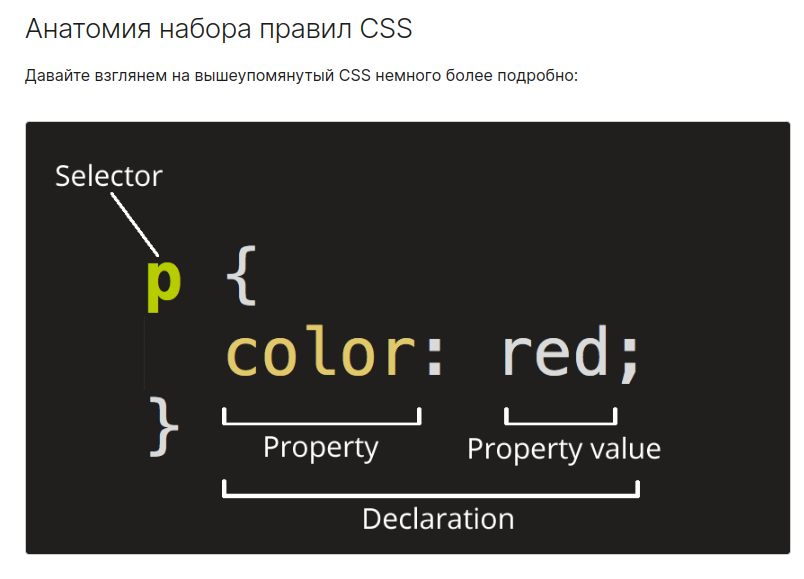 Анатомия набора правил CSS
Давайте взглянем на вышеупомянутый CSS немного более подробно:
Selector
p {
color: red;
}
Property
Property value
Declaration